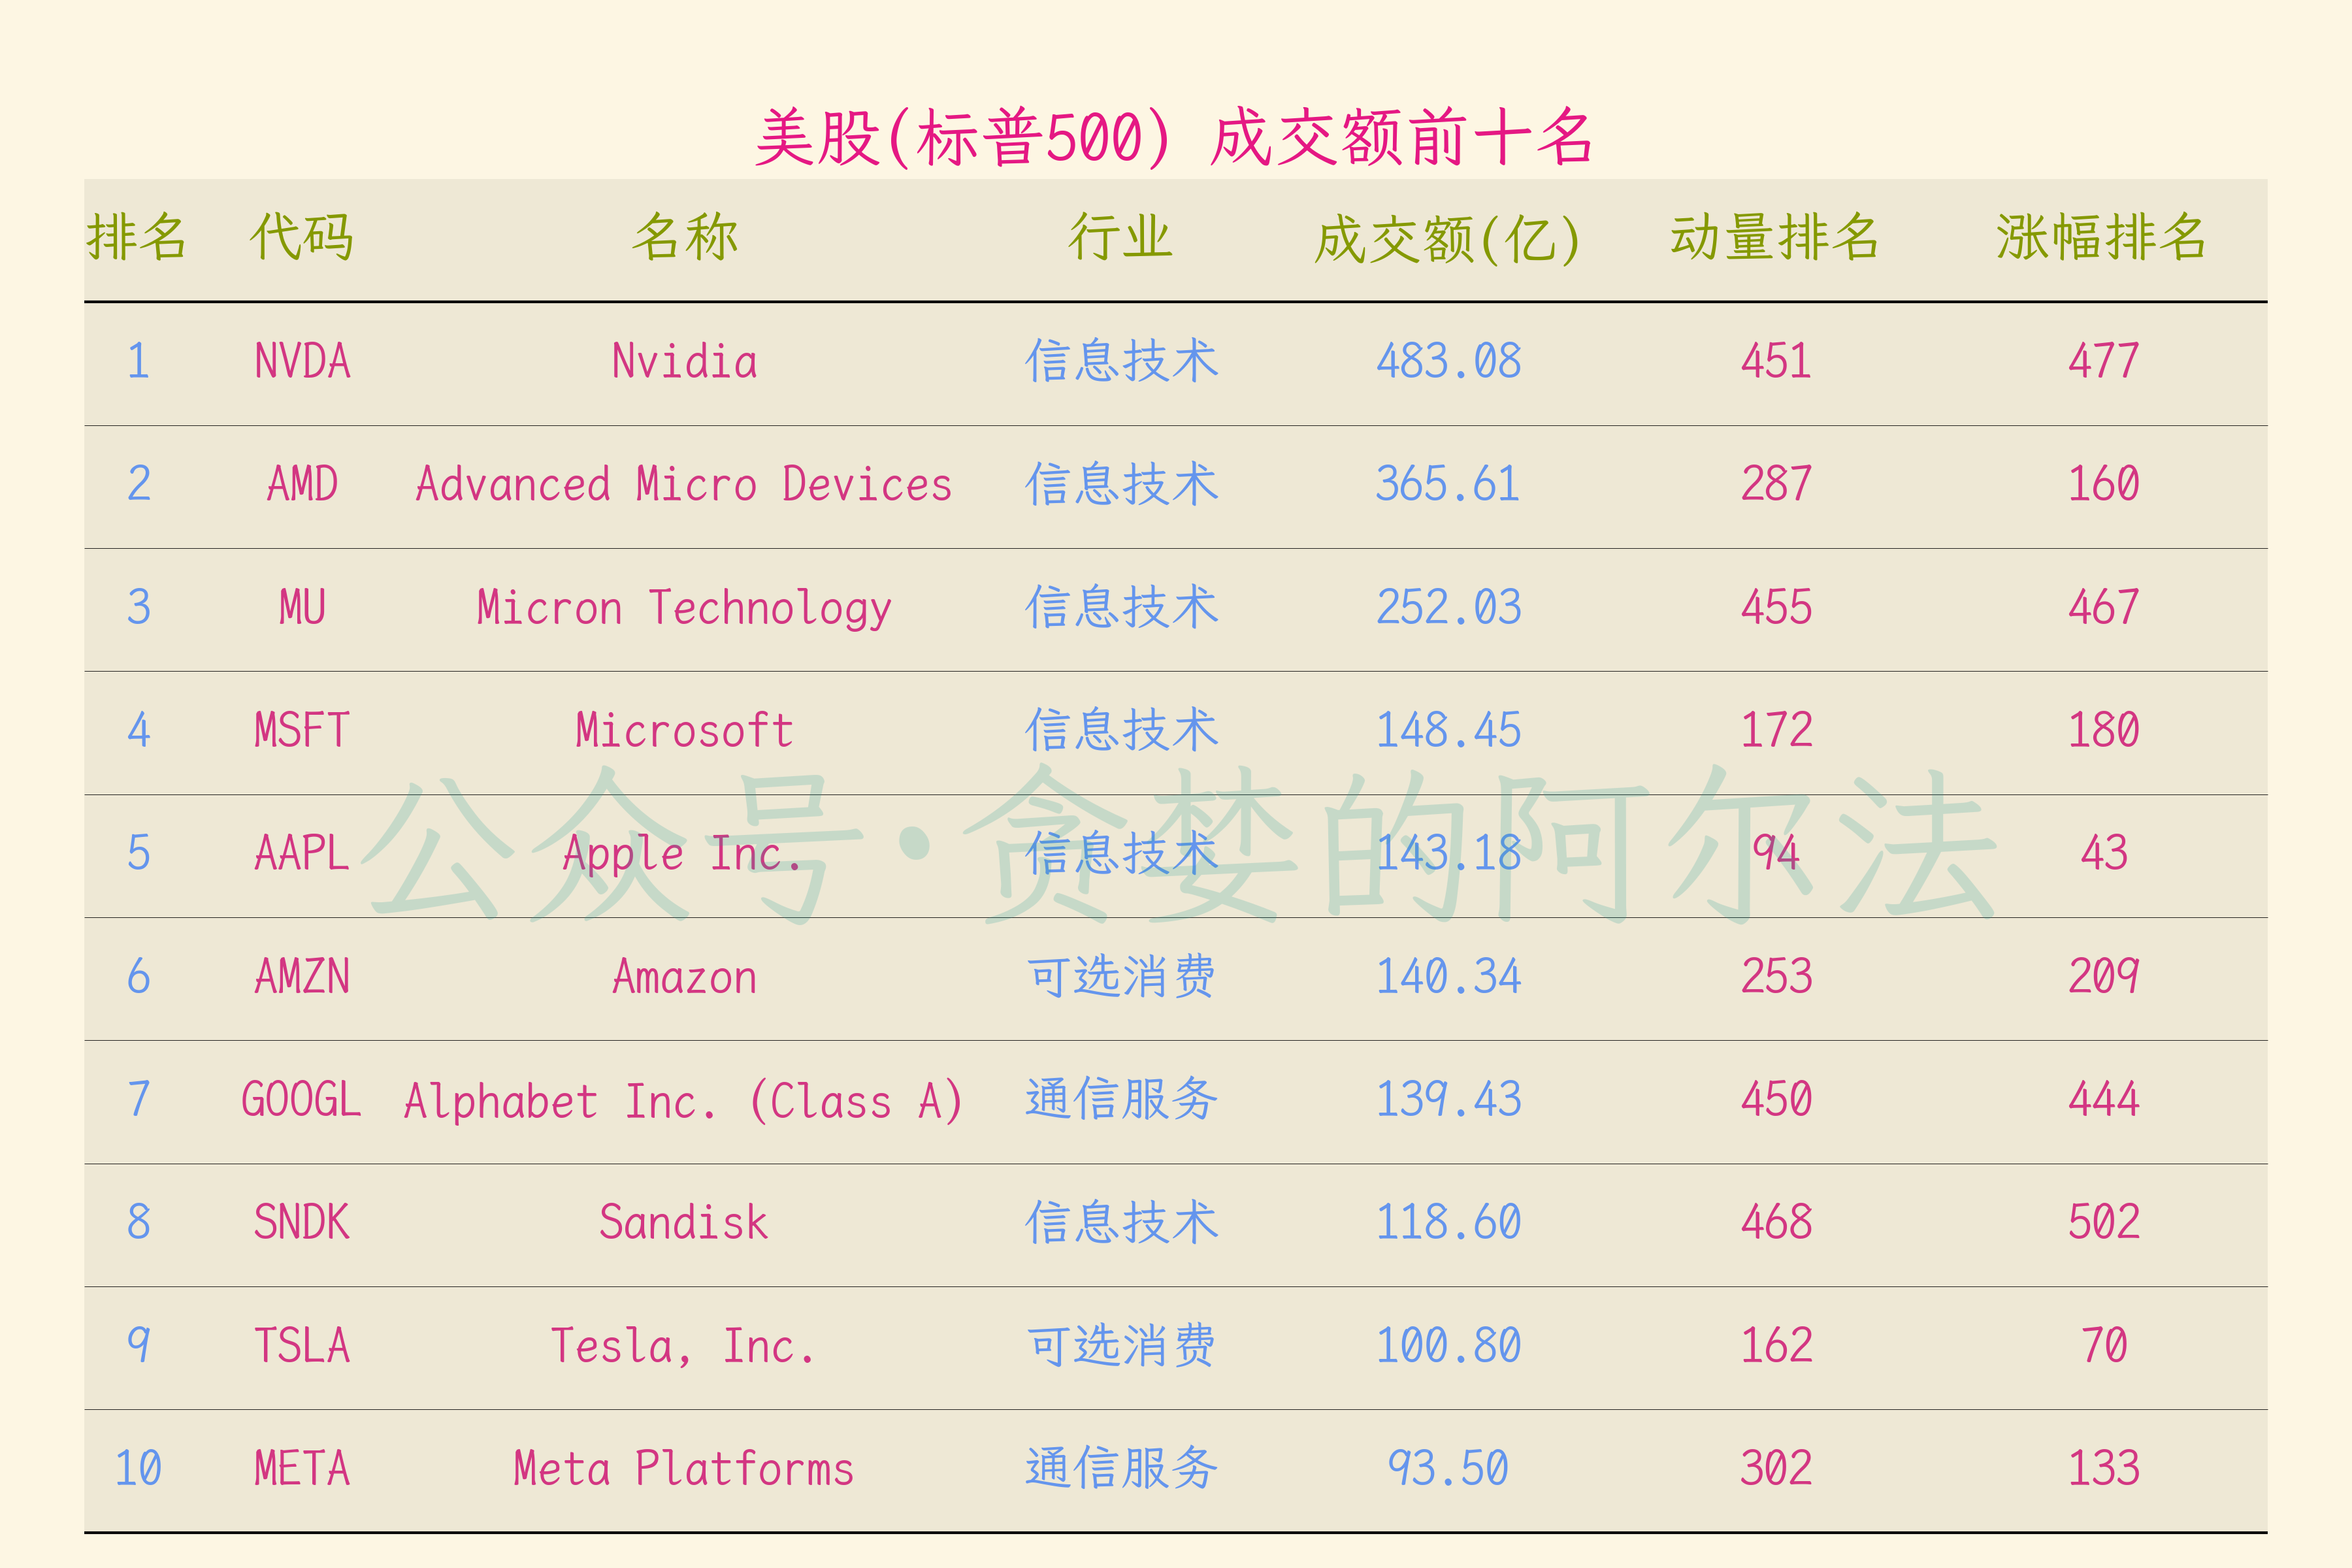 美股(标普500) 成交额前十名
排名 代码 名称 行业 成交额(亿) 动量排名 涨幅排名
1 NVDA Nvidia 信息技术 483.08 451 477
2 AMD Advanced Micro Devices 信息技术 365.61 287 160
3 MU Micron Technology 信息技术 252.03 455 467
4 MSFT Microsoft 信息技术 148.45 172 180
公众号·贪婪的阿尔法
5 AAPL Apple Inc. 信息技术 143.18 94 43
6 AMZN Amazon 可选消费 140.34 253 209
7 GOOGL Alphabet Inc. (Class A) 通信服务 139.43 450 444
8 SNDK Sandisk 信息技术 118.60 468 502
9 TSLA Tesla, Inc. 可选消费 100.80 162 70
10 META Meta Platforms 通信服务 93.50 302 133